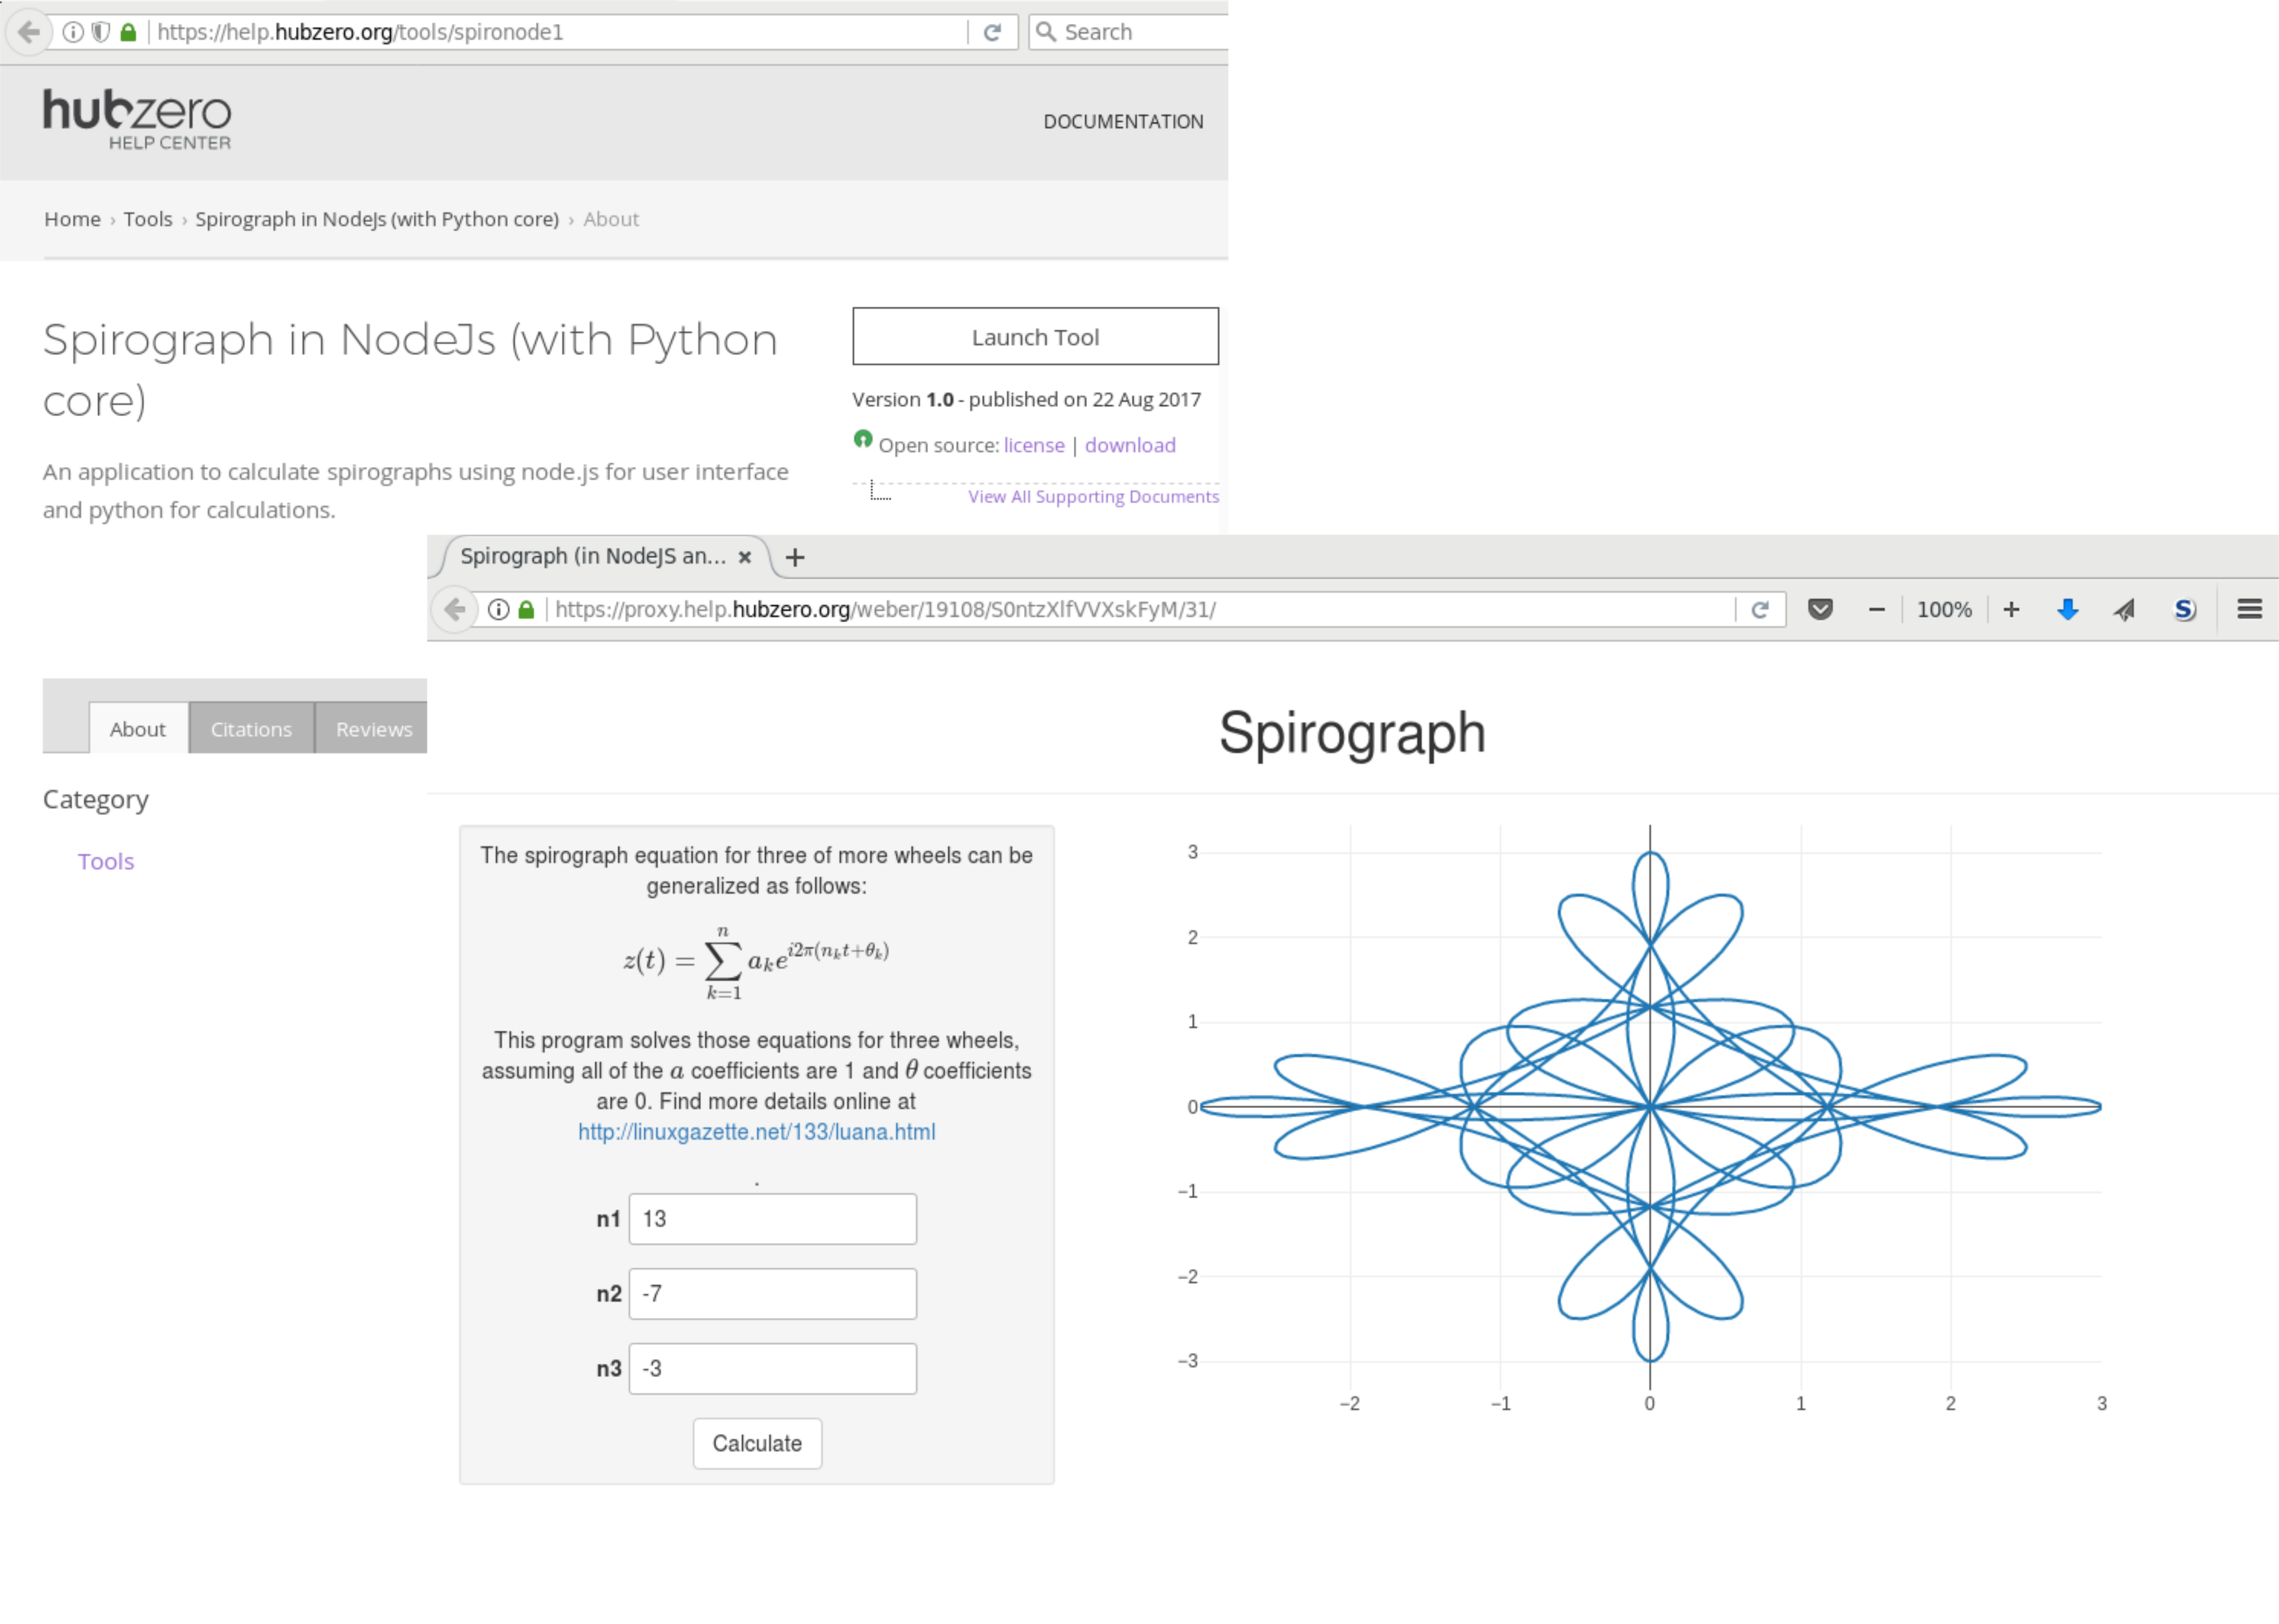 https://help.hubzero.org/tools/spironode1
Search
hubzero
HELP CENTER
DOCUMENTATION
Home › Tools › Spirograph in NodeJs (with Python core) › About
Spirograph in NodeJs (with Python
core)
An application to calculate spirographs using node.js for user interface
and python for calculations.
Launch Tool
Version 1.0 - published on 22 Aug 2017
Open source: license | download
View All Supporting Documents
About
Citations
Reviews
Category
Tools
Spirograph (in NodeJS an...
https://proxy.help.hubzero.org/weber/19108/S0ntzXlfVVXskFyM/31/
100%
S
Spirograph
The spirograph equation for three of more wheels can be
generalized as follows:
z(t) = \sum_{k=1}^{n} a_k e^{i2π(n_k t+θ_k)}
This program solves those equations for three wheels,
assuming all of the a coefficients are 1 and θ coefficients
are 0. Find more details online at
http://linuxgazette.net/133/luana.html
.
n1 13
n2 -7
n3 -3
Calculate
3
2
1
0
−1
−2
−3
−2
−1
0
1
2
3